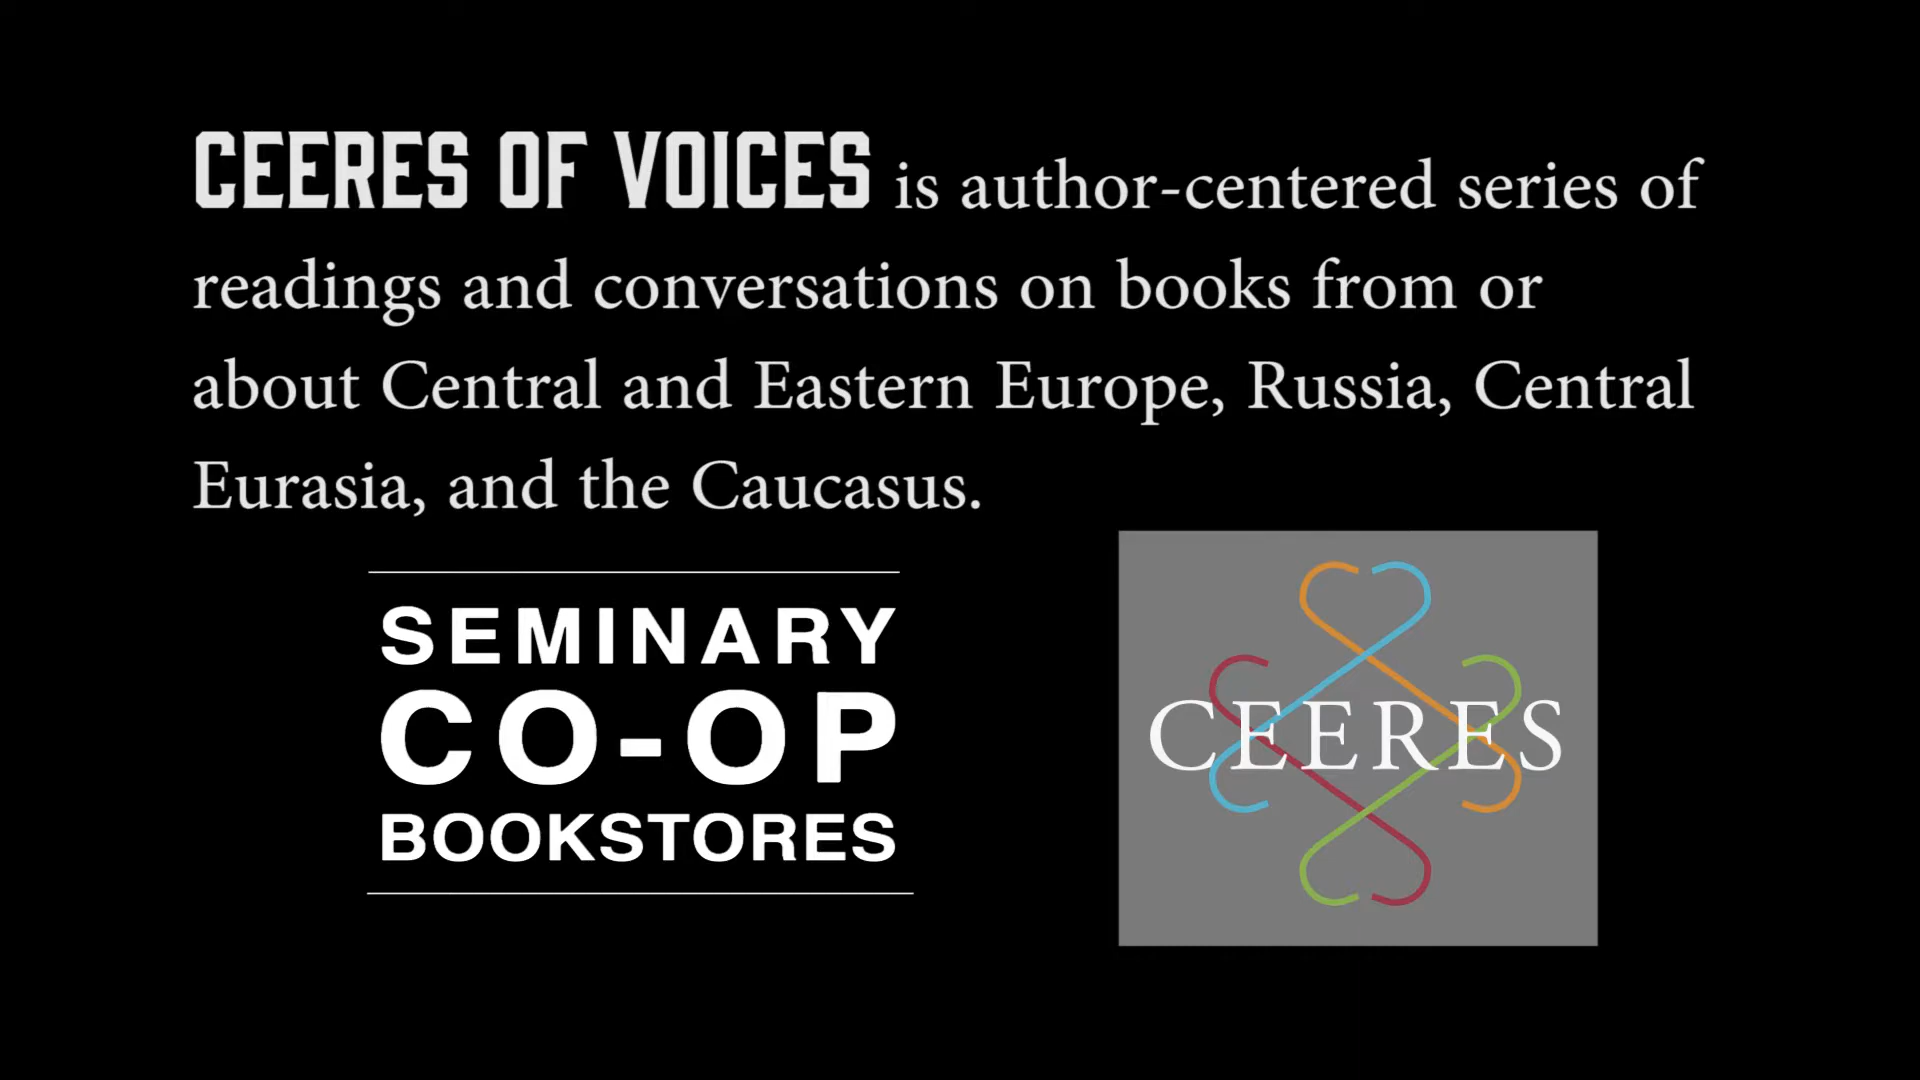 CEERES OF VOICES is author-centered series of
readings and conversations on books from or
about Central and Eastern Europe, Russia, Central
Eurasia, and the Caucasus.
SEMINARY
CO-OP
BOOKSTORES
CEERES